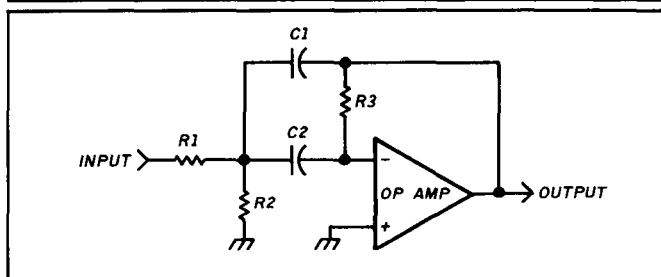 C1
R3
C2
R1
INPUT
-
OP AMP
OUTPUT
R2
+